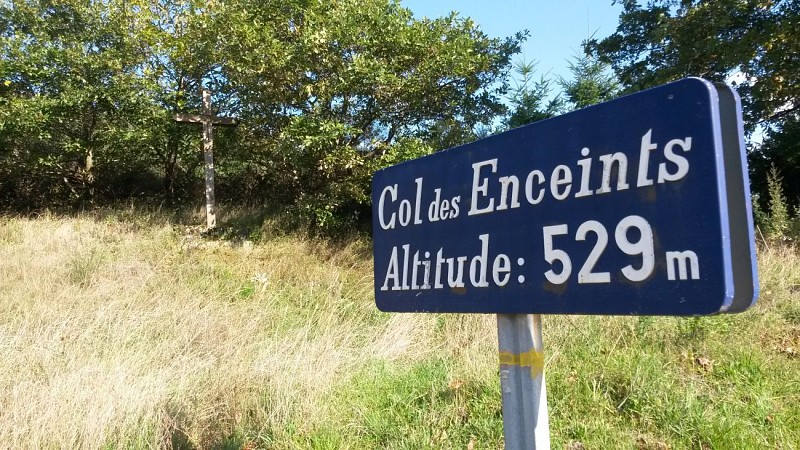 Col des Enceints
Altitude: 529 m